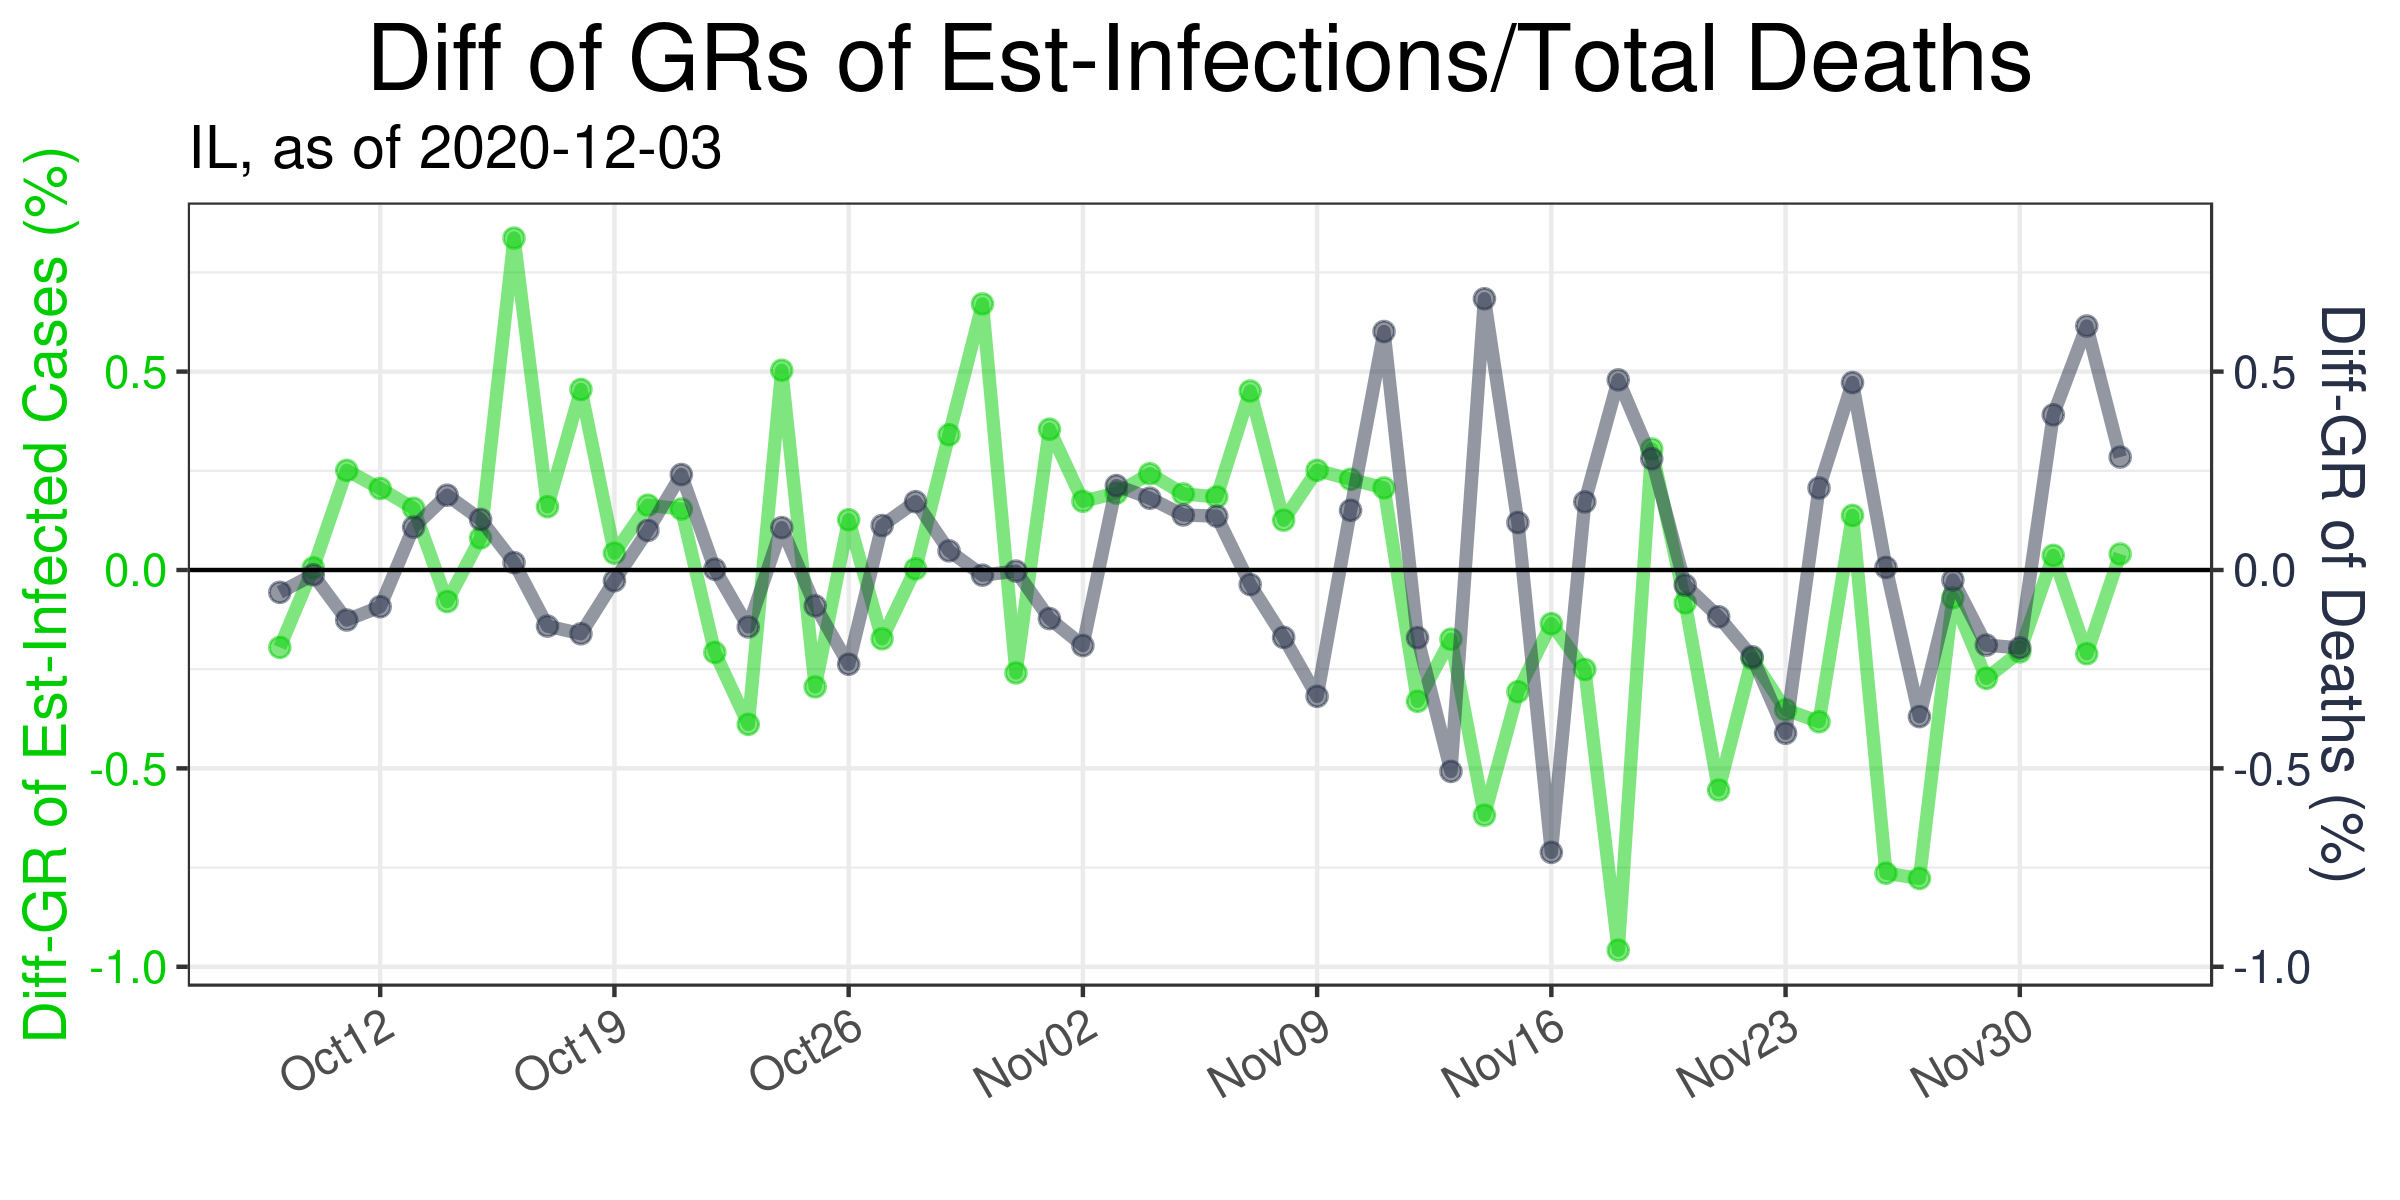 Diff of GRs of Est-Infections/Total Deaths
IL, as of 2020-12-03
Diff-GR of Est-Infected Cases (%)
0.5
0.0
-0.5
-1.0
0.5
0.0
-0.5
-1.0
Diff-GR of Deaths (%)
Oct12
Oct19
Oct26
Nov02
Nov09
Nov16
Nov23
Nov30